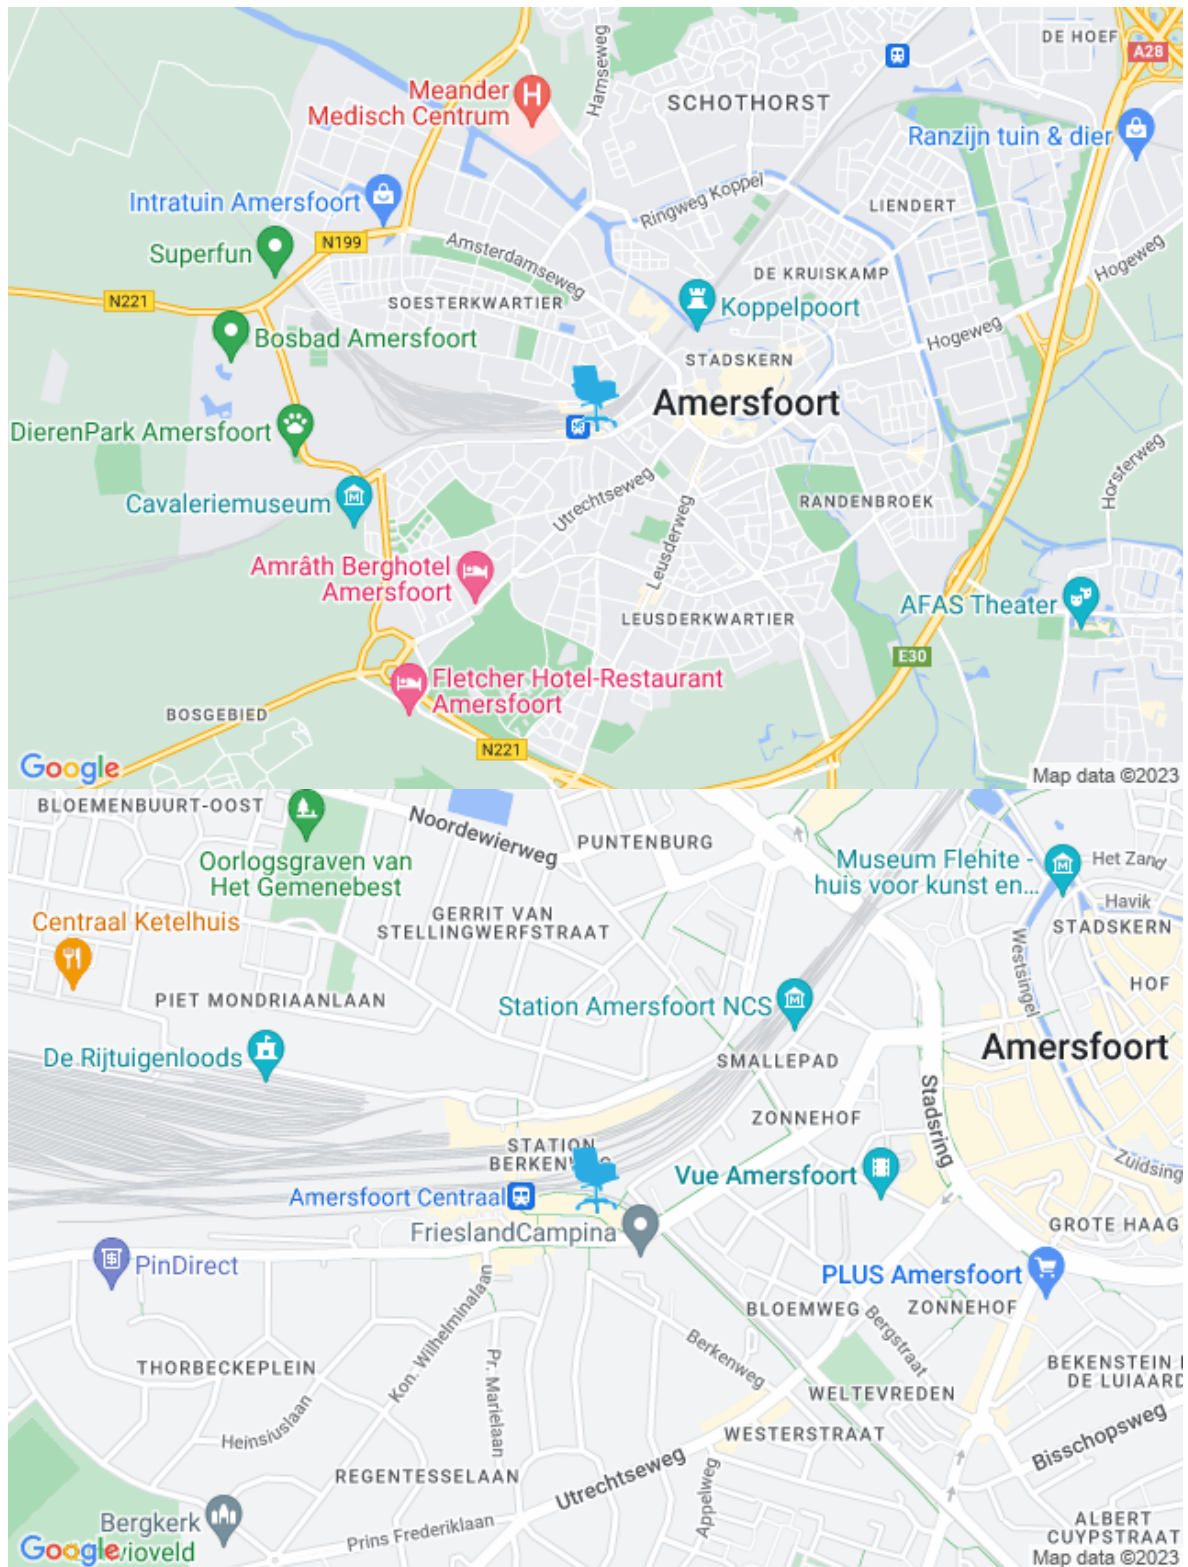 DE HOEF
A28
Hamseweg
Meander
Medisch Centrum
H
SCHOTHORST
Ranzijn tuin & dier
Intratuin Amersfoort
Ringweg Koppel
LIENDERT
N199
Superfun
Amsterdamseweg
Hogeweg
DE KRUISKAMP
N221
SOESTERKWARTIER
Koppelpoort
Hogeweg
Bosbad Amersfoort
STADSKERN
Amersfoort
DierenPark Amersfoort
Horsterweg
Cavaleriemuseum
M
Utrechtseweg
RANDENBROEK
Leusderweg
Amrâth Berghotel
Amersfoort
AFAS Theater
LEUSDERKWARTIER
E30
Fletcher Hotel-Restaurant
Amersfoort
BOSGEBIED
N221
Google
Map data ©2023
BLOEMENBUURT-OOST
Noordewierweg
PUNTENBURG
Oorlogsgraven van
Het Gemenebest
Museum Flehite -
huis voor kunst en...
M
Het Zand
Havik
Centraal Ketelhuis
GERRIT VAN
STELLINGWERFSTRAAT
STADSKERN
Westsingel
HOF
PIET MONDRIAANLAAN
Station Amersfoort NCS
M
De Rijtuigenloods
SMALLEPAD
Amersfoort
Stadsring
ZONNEHOF
STATION
BERKENWEG
Vue Amersfoort
Zuidsing
Amersfoort Centraal
FrieslandCampina
GROTE HAAG
PinDirect
$
PLUS Amersfoort
Kon. Wilhelminalaan
BLOEMWEG
ZONNEHOF
Bergstraat
Berkenweg
Pr. Marielaan
THORBECKEPLEIN
BEKENSTEIN
DE LUIAARD
WELTEVREDEN
Heinsiuslaan
WESTERSTRAAT
Bisschopsweg
REGENTESSELAAN
Utrechtseweg
Appelweg
Bergkerk
Prins Frederiklaan
ALBERT
CUYPSTRAAT
Google
vioveld
Map data ©2023